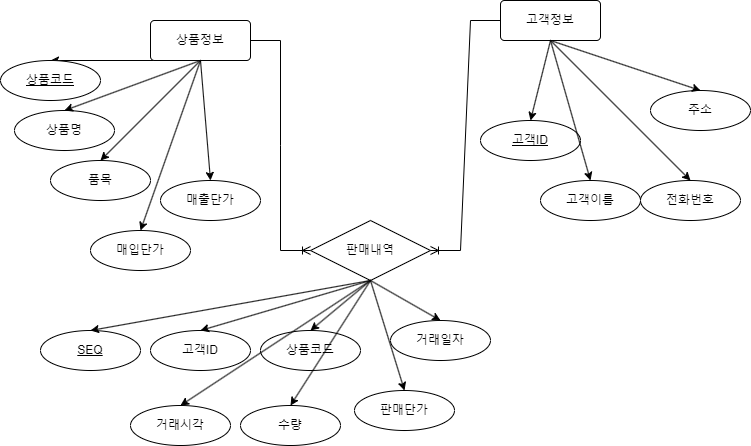 상품정보
고객정보
상품코드
상품명
품목
매출단가
매입단가
주소
고객ID
고객이름
전화번호
판매내역
SEQ
고객ID
상품코드
거래일자
거래시각
수량
판매단가